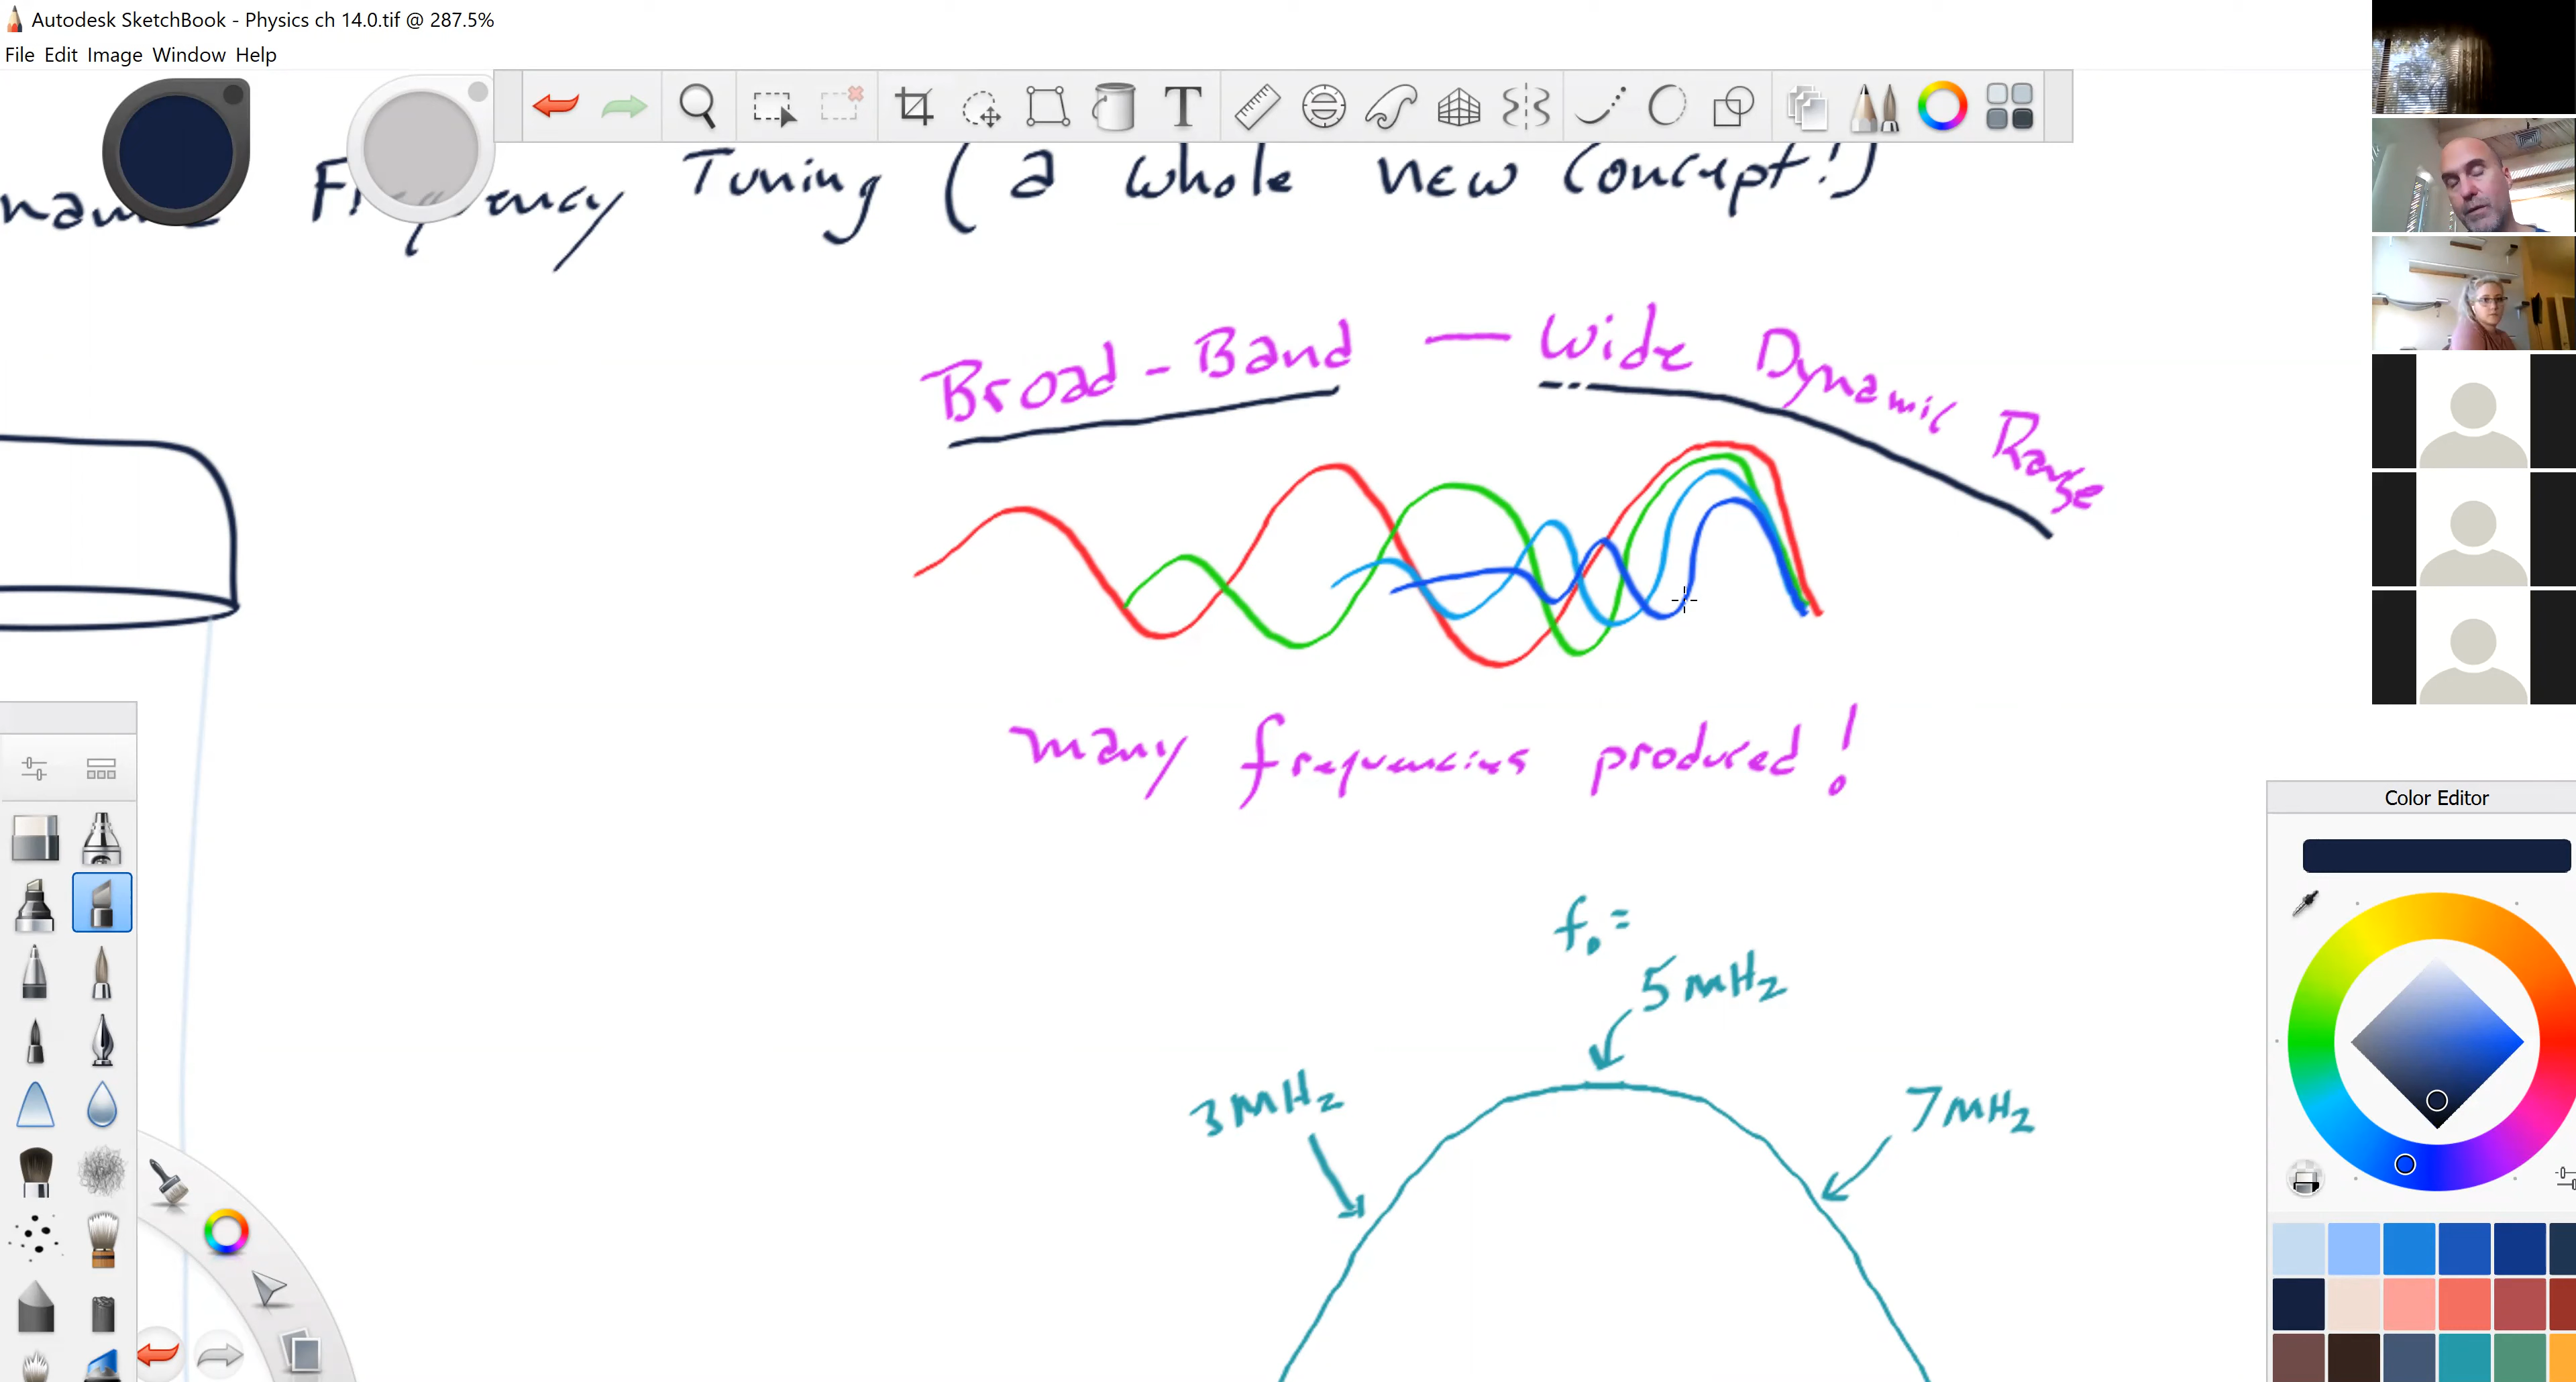 Autodesk SketchBook - Physics ch 14.0.tif @ 287.5%
File Edit Image Window Help
Tuning (a whole new concept!)
Broad-Band — Wide Dynamic Range
many frequencies produced!
f₀ =
5 MHz
3 MHz
7 MHz
Color Editor